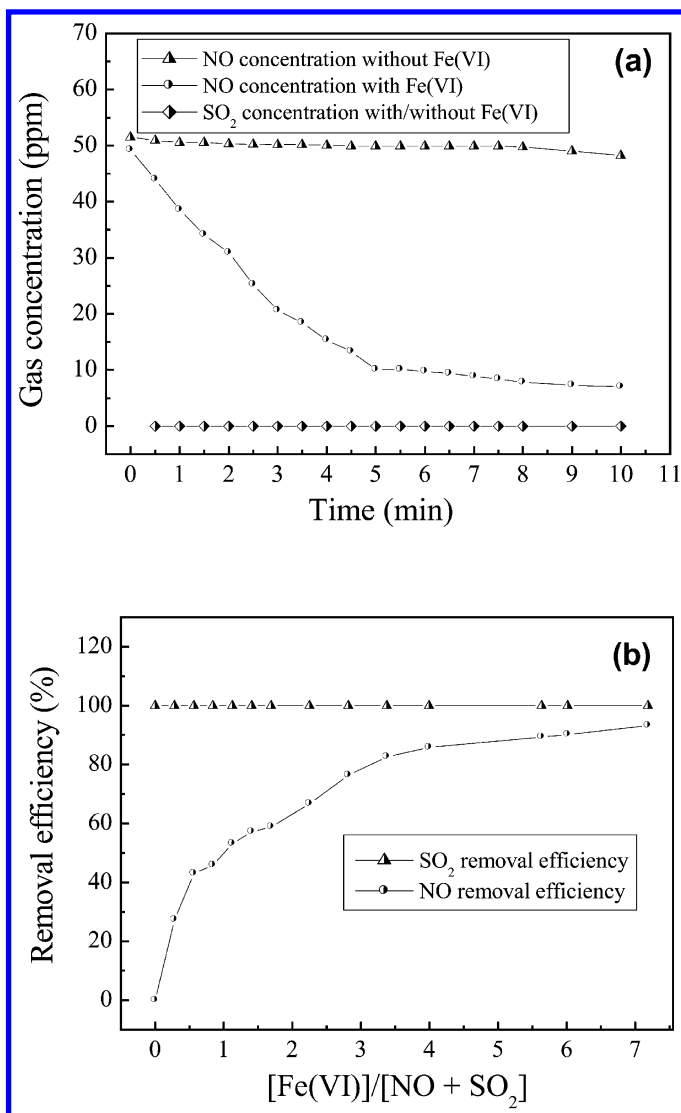 (a)
NO concentration without Fe(VI)
NO concentration with Fe(VI)
SO₂ concentration with/without Fe(VI)
Gas concentration (ppm)
70
60
50
40
30
20
10
0
0 1 2 3 4 5 6 7 8 9 10 11
Time (min)
(b)
Removal efficiency (%)
120
100
80
60
40
20
0
SO₂ removal efficiency
NO removal efficiency
0 1 2 3 4 5 6 7
[Fe(VI)]/[NO + SO₂]